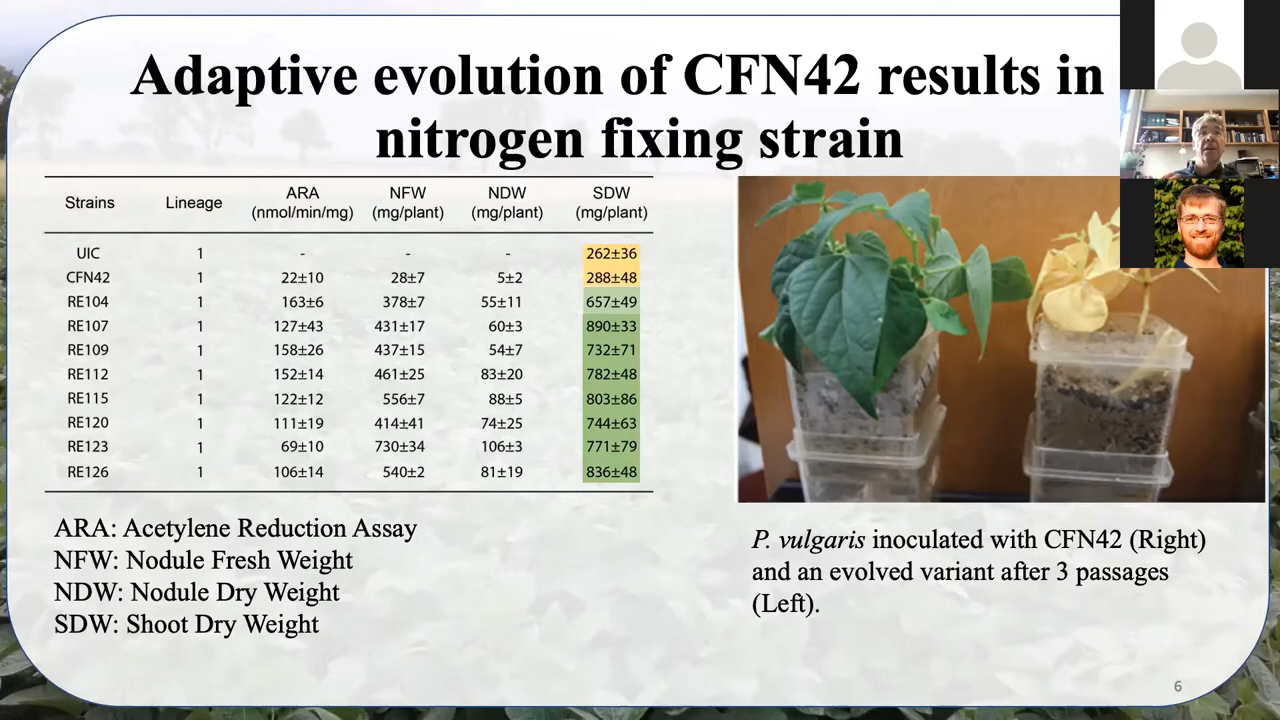 Adaptive evolution of CFN42 results in
nitrogen fixing strain
Strains Lineage ARA (nmol/min/mg) NFW (mg/plant) NDW (mg/plant) SDW (mg/plant)
UIC 1 - - - 262±36
CFN42 1 22±10 28±7 5±2 288±48
RE104 1 163±6 378±7 55±11 657±49
RE107 1 127±43 431±17 60±3 890±33
RE109 1 158±26 437±15 54±7 732±71
RE112 1 152±14 461±25 83±20 782±48
RE115 1 122±12 556±7 88±5 803±86
RE120 1 111±19 414±41 74±25 744±63
RE123 1 69±10 730±34 106±3 771±79
RE126 1 106±14 540±2 81±19 836±48
ARA: Acetylene Reduction Assay
NFW: Nodule Fresh Weight
NDW: Nodule Dry Weight
SDW: Shoot Dry Weight
P. vulgaris inoculated with CFN42 (Right)
and an evolved variant after 3 passages
(Left).
6